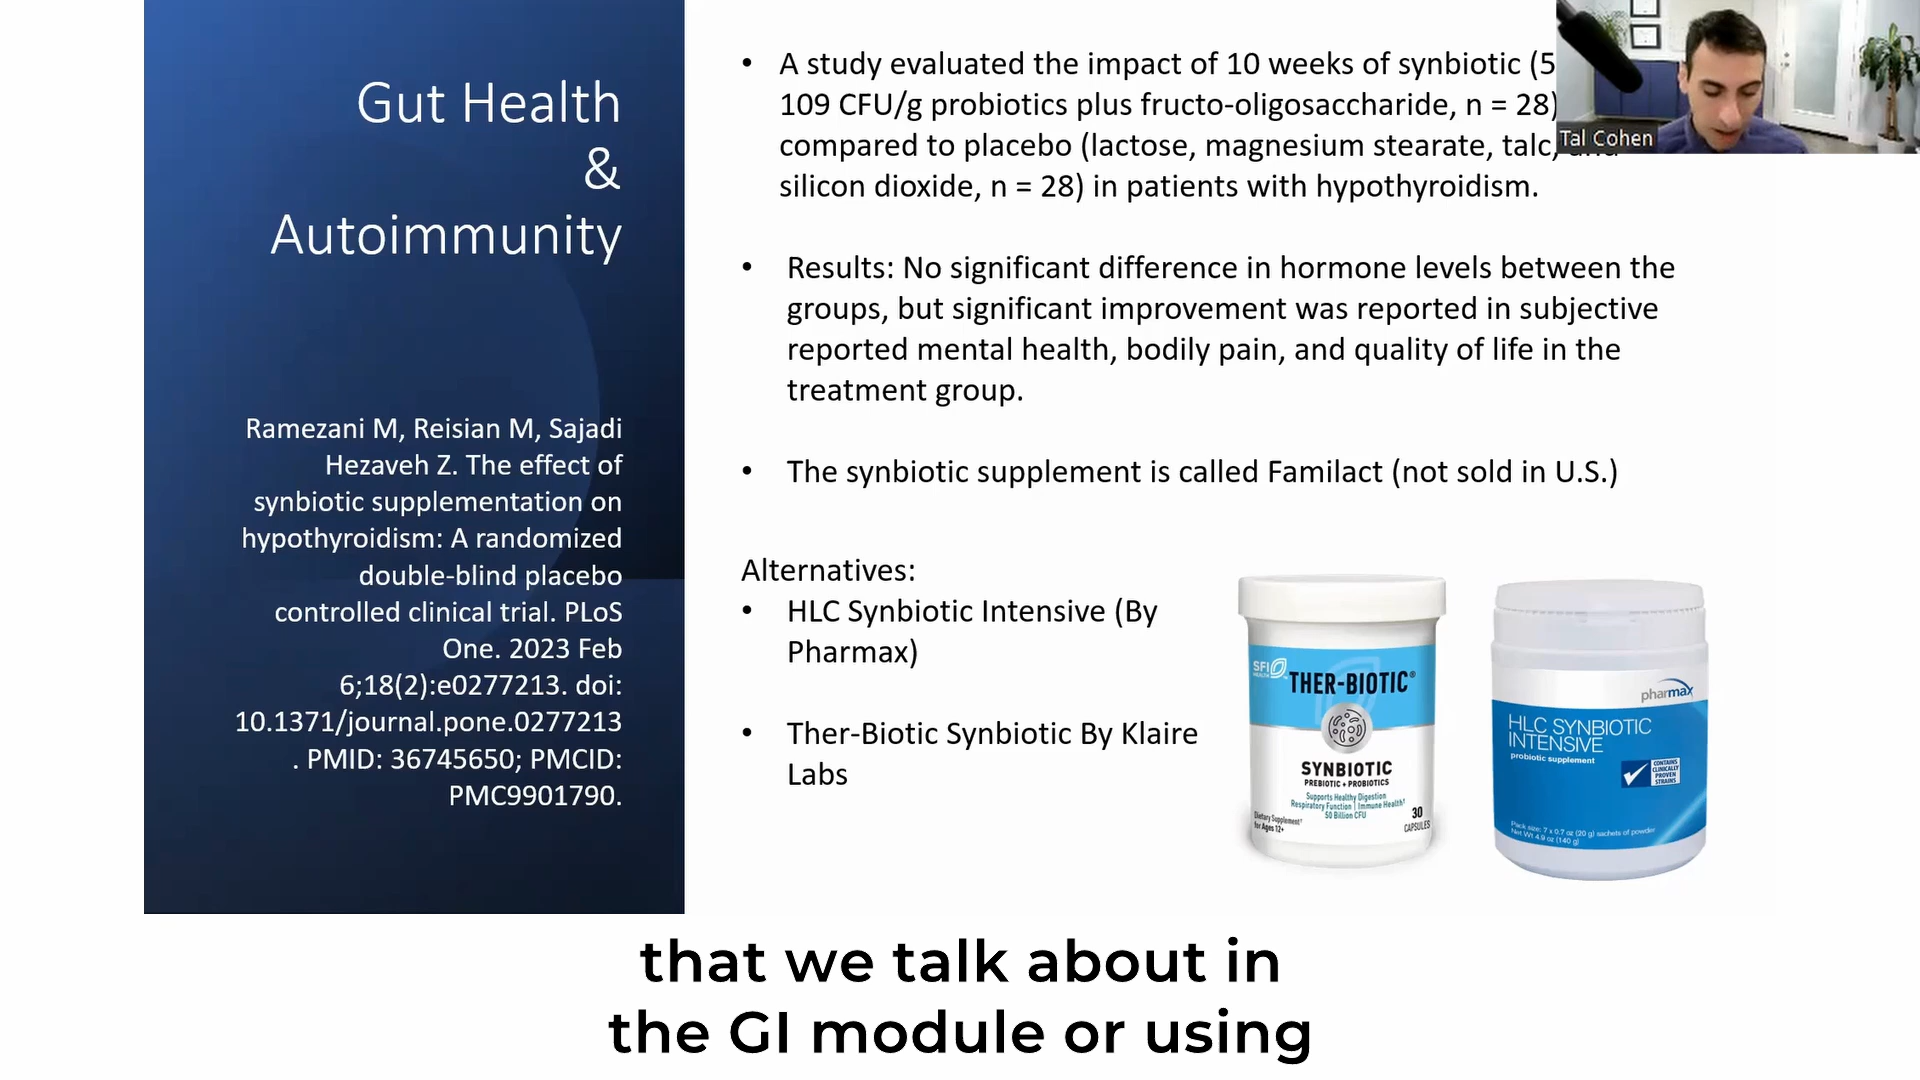 Gut Health
&
Autoimmunity
Ramezani M, Reisian M, Sajadi
Hezaveh Z. The effect of
synbiotic supplementation on
hypothyroidism: A randomized
double-blind placebo
controlled clinical trial. PLoS
One. 2023 Feb
6;18(2):e0277213. doi:
10.1371/journal.pone.0277213
. PMID: 36745650; PMCID:
PMC9901790.
• A study evaluated the impact of 10 weeks of synbiotic (5
109 CFU/g probiotics plus fructo-oligosaccharide, n = 28)
compared to placebo (lactose, magnesium stearate, talc, and
silicon dioxide, n = 28) in patients with hypothyroidism.
• Results: No significant difference in hormone levels between the
groups, but significant improvement was reported in subjective
reported mental health, bodily pain, and quality of life in the
treatment group.
• The synbiotic supplement is called Familact (not sold in U.S.)
Alternatives:
• HLC Synbiotic Intensive (By
Pharmax)
• Ther-Biotic Synbiotic By Klaire
Labs
Tal Cohen
SFI
HEALTH
THER-BIOTIC®
SYNBIOTIC
PREBIOTIC + PROBIOTICS
Supports Healthy Digestion
Respiratory Function | Immune Health†
50 Billion CFU
Dietary Supplement
for Ages 12+
30
CAPSULES
pharmax
HLC SYNBIOTIC
INTENSIVE
probiotic supplement
CONTAINS
CLINICALLY
PROVEN
STRAINS
Pack size: 7 x 0.7 oz (20 g) sachets of powder
Net Wt 4.9 oz (140 g)
that we talk about in
the GI module or using